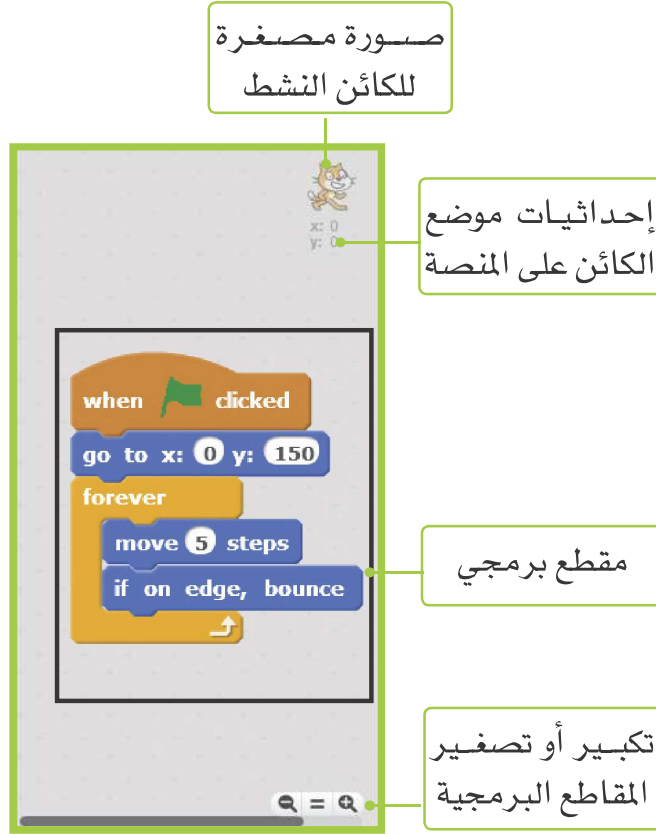 صورة مصغرة
للكائن النشط
x: 0
y: 0
إحداثيات موضع
الكائن على المنصة
when clicked
go to x: 0 y: 150
forever
move 5 steps
if on edge, bounce
مقطع برمجي
تكبير أو تصغير
المقاطع البرمجية
=